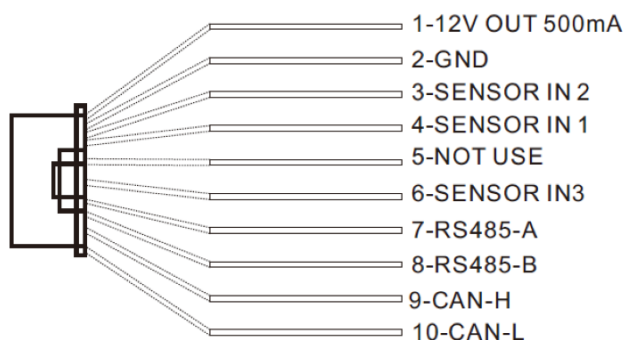 1-12V OUT 500mA
2-GND
3-SENSOR IN 2
4-SENSOR IN 1
5-NOT USE
6-SENSOR IN3
7-RS485-A
8-RS485-B
9-CAN-H
10-CAN-L